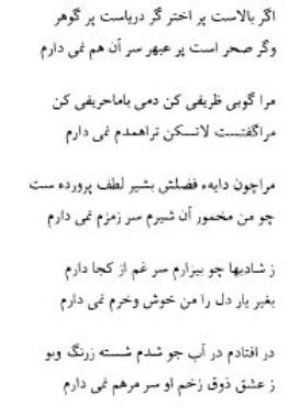 اگر بالاست پر اختر گر دریاست پر گوهر
وگر صحر است پر عبهر سر آن هم نمی دارم
مرا گویی ظریفی کن دمی باماحریفی کن
مراگفتست لاتسکن تراهمدم نمی دارم
مراچون دایهء فضلش بشیر لطف پرورده ست
چو من مخمور آن شیرم سر زمزم نمی دارم
ز شادیها چو بیزارم سر غم از کجا دارم
بغیر یار دل را من خوش وخرم نمی دارم
در افتادم در آب جو شدم شسته زرنگ وبو
ز عشق ذوق زخم او سر مرهم نمی دارم